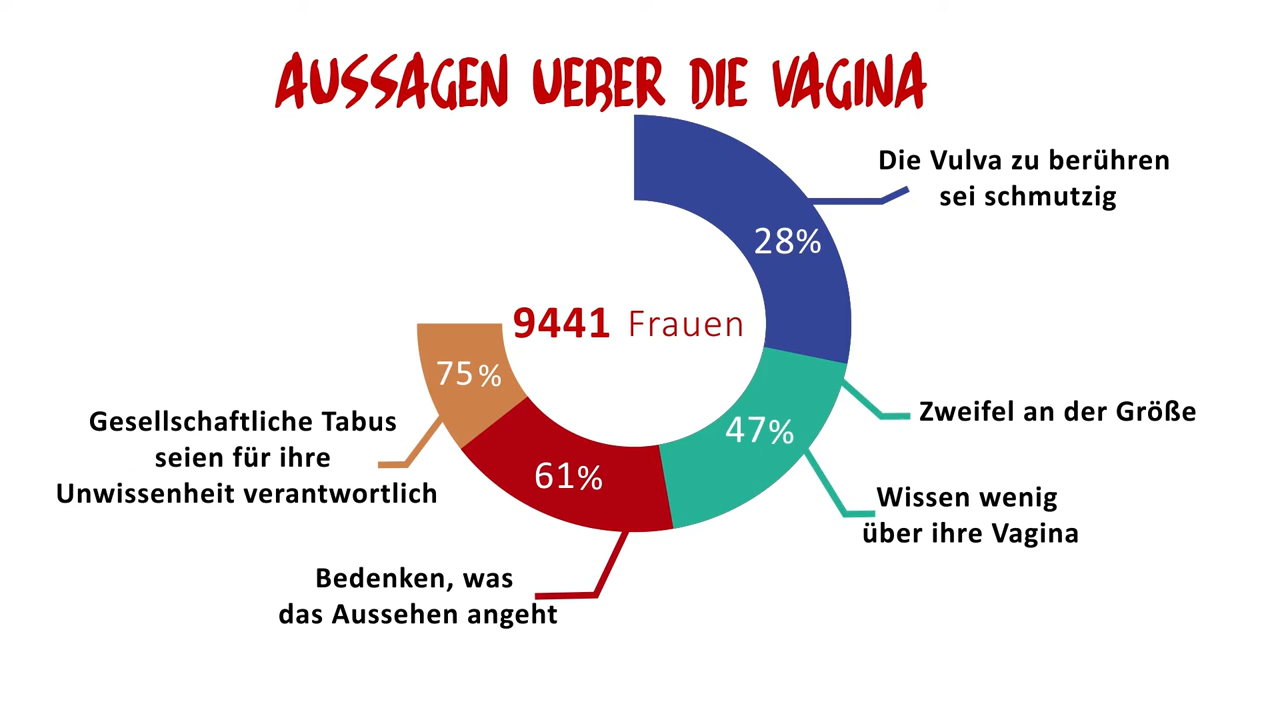 AUSSAGEN UEBER DIE VAGINA
Die Vulva zu berühren
sei schmutzig
28%
9441 Frauen
75%
Gesellschaftliche Tabus
seien für ihre
Unwissenheit verantwortlich
Zweifel an der Größe
47%
61%
Wissen wenig
über ihre Vagina
Bedenken, was
das Aussehen angeht